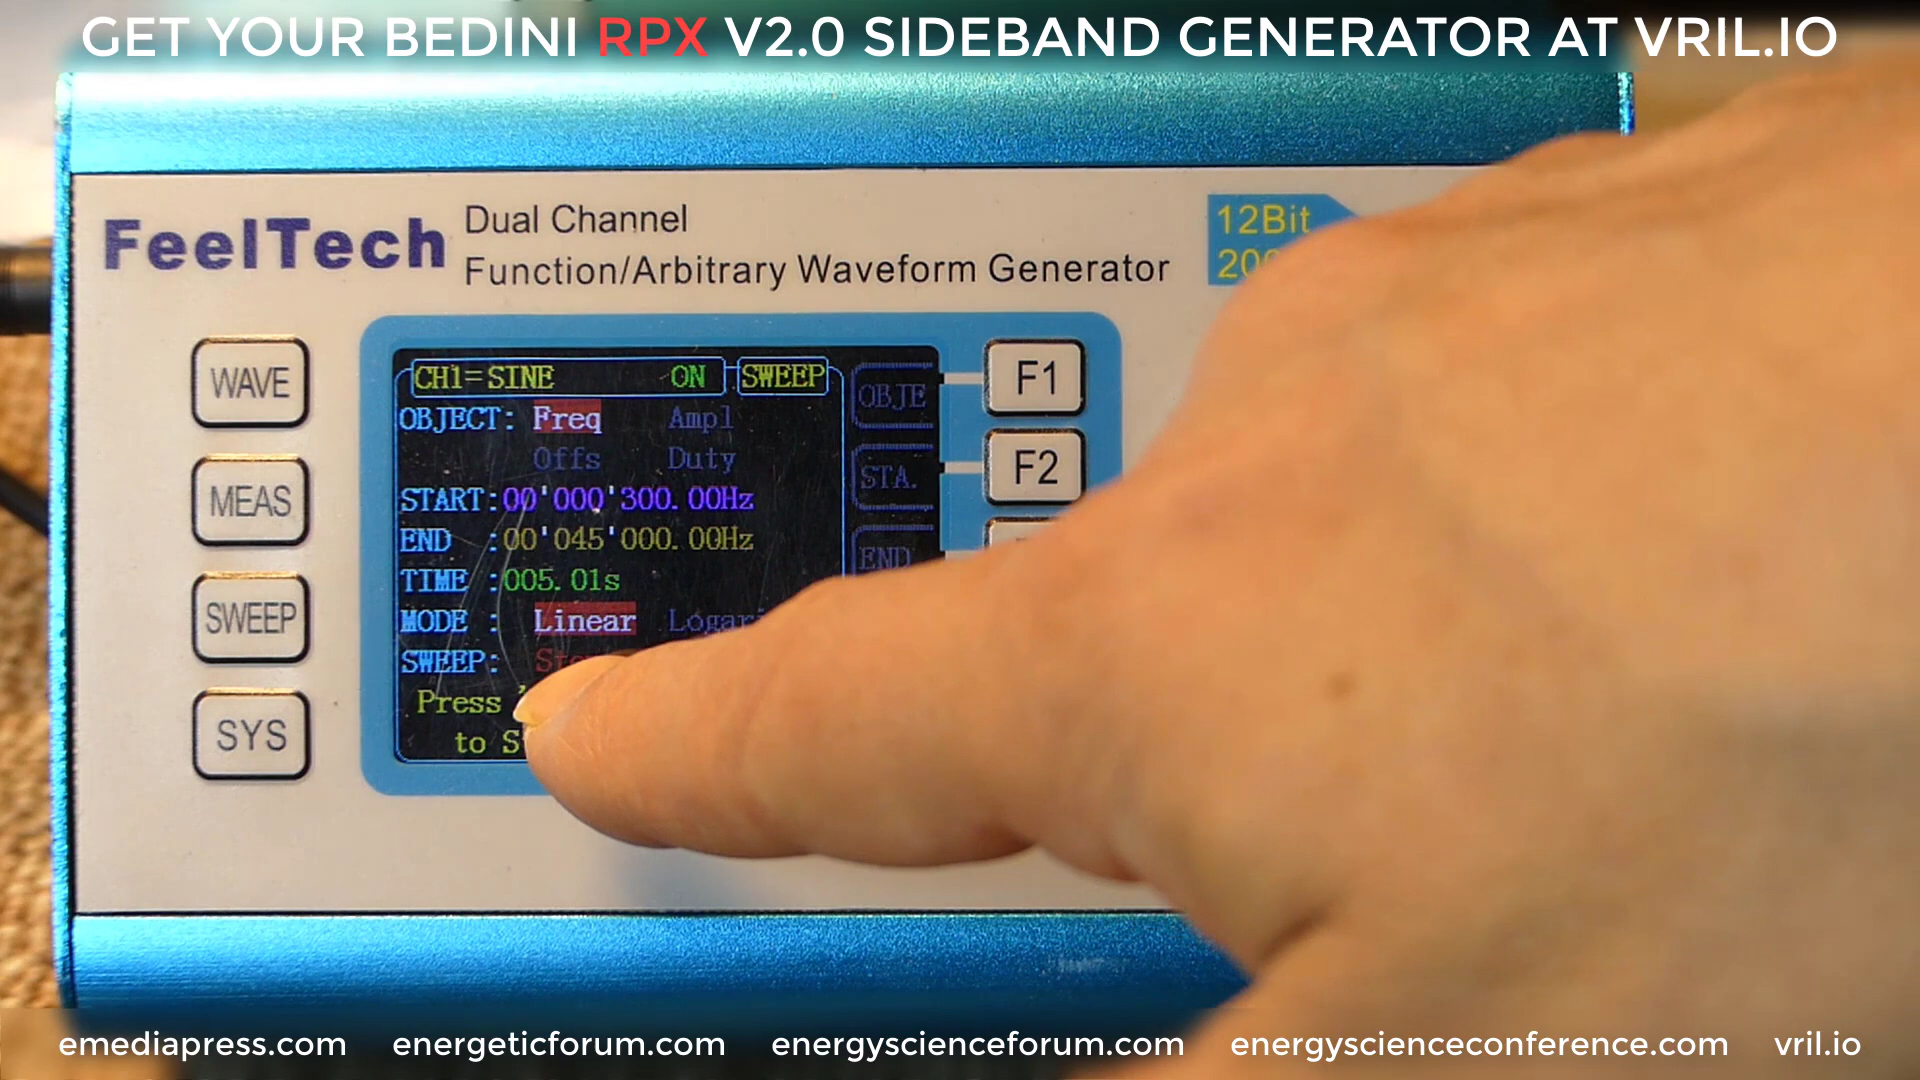 GET YOUR BEDINI RPX V2.0 SIDEBAND GENERATOR AT VRIL.IO
FeelTech
Dual Channel
Function/Arbitrary Waveform Generator
12Bit
WAVE
MEAS
SWEEP
SYS
CH1=SINE ON SWEEP
OBJECT: Freq Ampl
Offs Duty
START:00'000'300.00Hz
END :00'045'000.00Hz
TIME :005.01s
MODE : Linear
SWEEP:
Press
to
OBJE
STA.
END
F1
F2
emediapress.com energeticforum.com energyscienceforum.com energyscienceconference.com vril.io